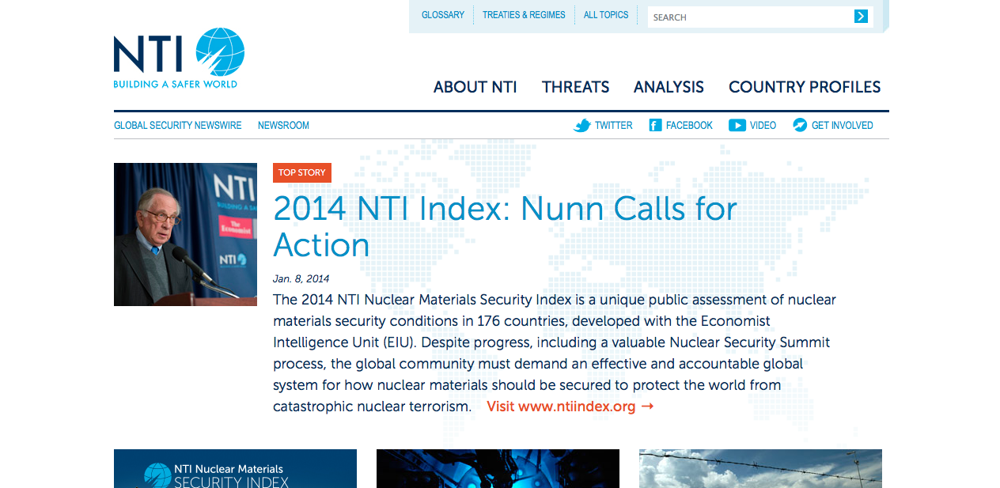 GLOSSARY
TREATIES & REGIMES
ALL TOPICS
SEARCH
NTI
BUILDING A SAFER WORLD
ABOUT NTI
THREATS
ANALYSIS
COUNTRY PROFILES
GLOBAL SECURITY NEWSWIRE
NEWSROOM
TWITTER
FACEBOOK
VIDEO
GET INVOLVED
NTI
BUILDING A SA
The
Economist
NTI
TOP STORY
2014 NTI Index: Nunn Calls for
Action
Jan. 8, 2014
The 2014 NTI Nuclear Materials Security Index is a unique public assessment of nuclear
materials security conditions in 176 countries, developed with the Economist
Intelligence Unit (EIU). Despite progress, including a valuable Nuclear Security Summit
process, the global community must demand an effective and accountable global
system for how nuclear materials should be secured to protect the world from
catastrophic nuclear terrorism. Visit www.ntiindex.org →
NTI Nuclear Materials
SECURITY INDEX